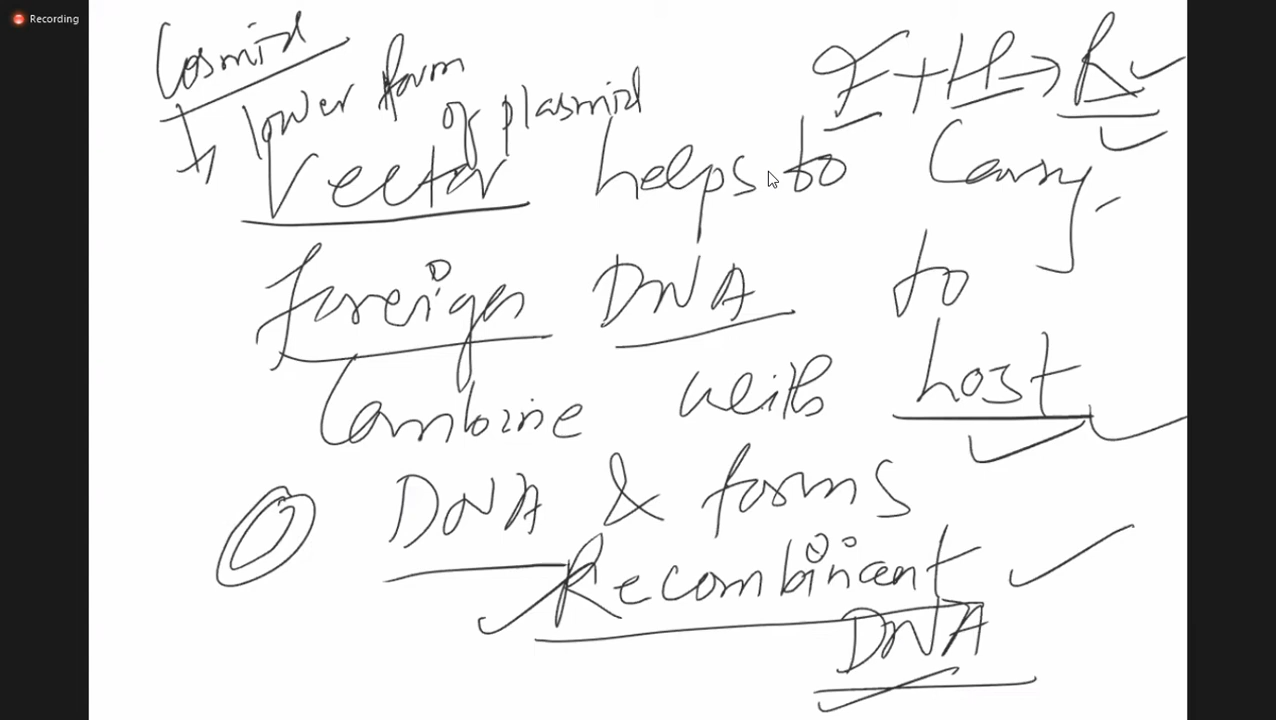 Recording
Cosmid
↳ lower form
of plasmid
F + H → R
Vector helps to Carry
foreign DNA to
Combine with host
DNA & forms
Recombinant
DNA